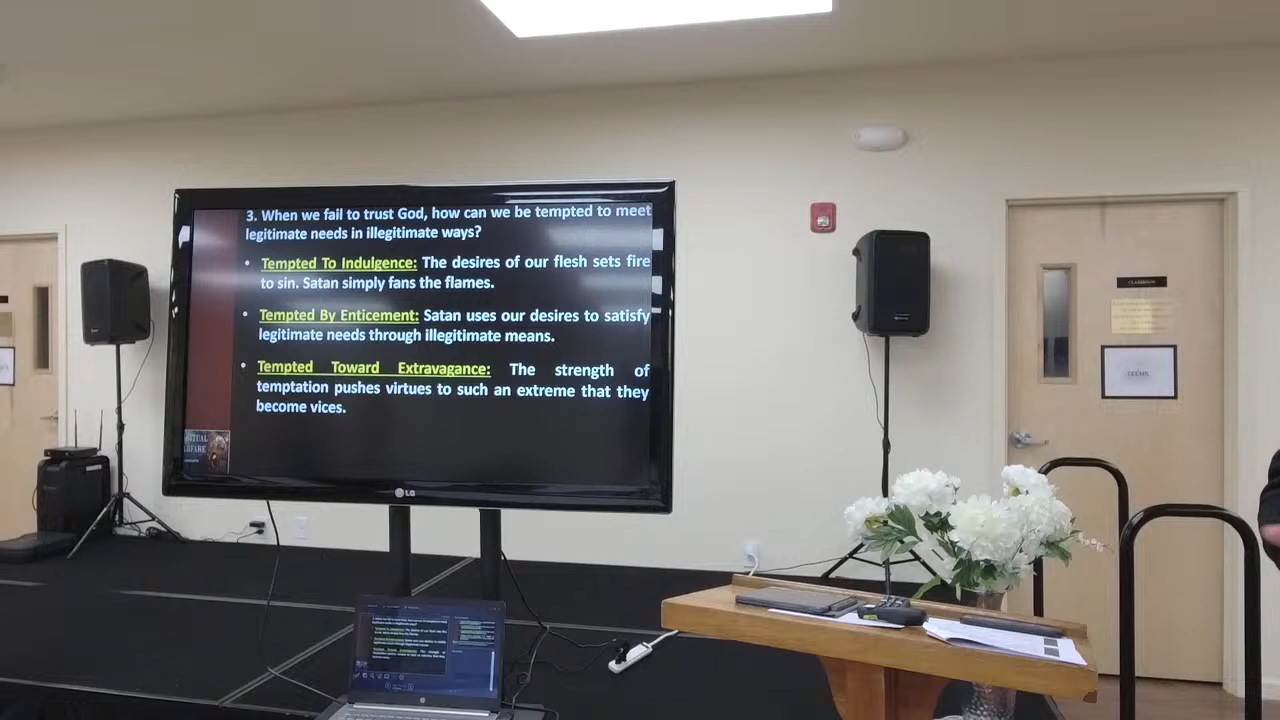 3. When we fail to trust God, how can we be tempted to meet
legitimate needs in illegitimate ways?
• Tempted To Indulgence: The desires of our flesh sets fire
to sin. Satan simply fans the flames.
• Tempted By Enticement: Satan uses our desires to satisfy
legitimate needs through illegitimate means.
• Tempted Toward Extravagance: The strength of
temptation pushes virtues to such an extreme that they
become vices.
LG
CLASSROOM
TEENS